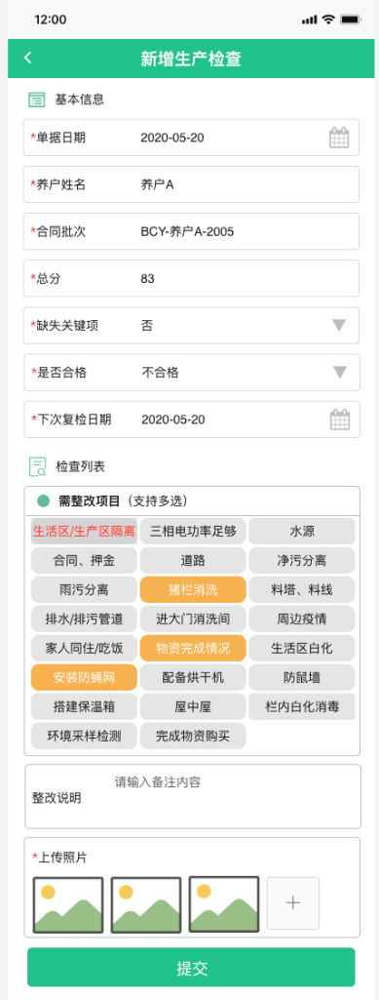 12:00
新增生产检查
基本信息
*单据日期 2020-05-20
*养户姓名 养户A
*合同批次 BCY-养户A-2005
*总分 83
*缺失关键项 否
*是否合格 不合格
*下次复检日期 2020-05-20
检查列表
需整改项目（支持多选）
生活区/生产区隔离 三相电功率足够 水源
合同、押金 道路 净污分离
雨污分离 猪栏消洗 料塔、料线
排水/排污管道 进大门消洗间 周边疫情
家人同住/吃饭 物资完成情况 生活区白化
安装防蝇网 配备烘干机 防鼠墙
搭建保温箱 屋中屋 栏内白化消毒
环境采样检测 完成物资购买
请输入备注内容
整改说明
*上传照片
提交